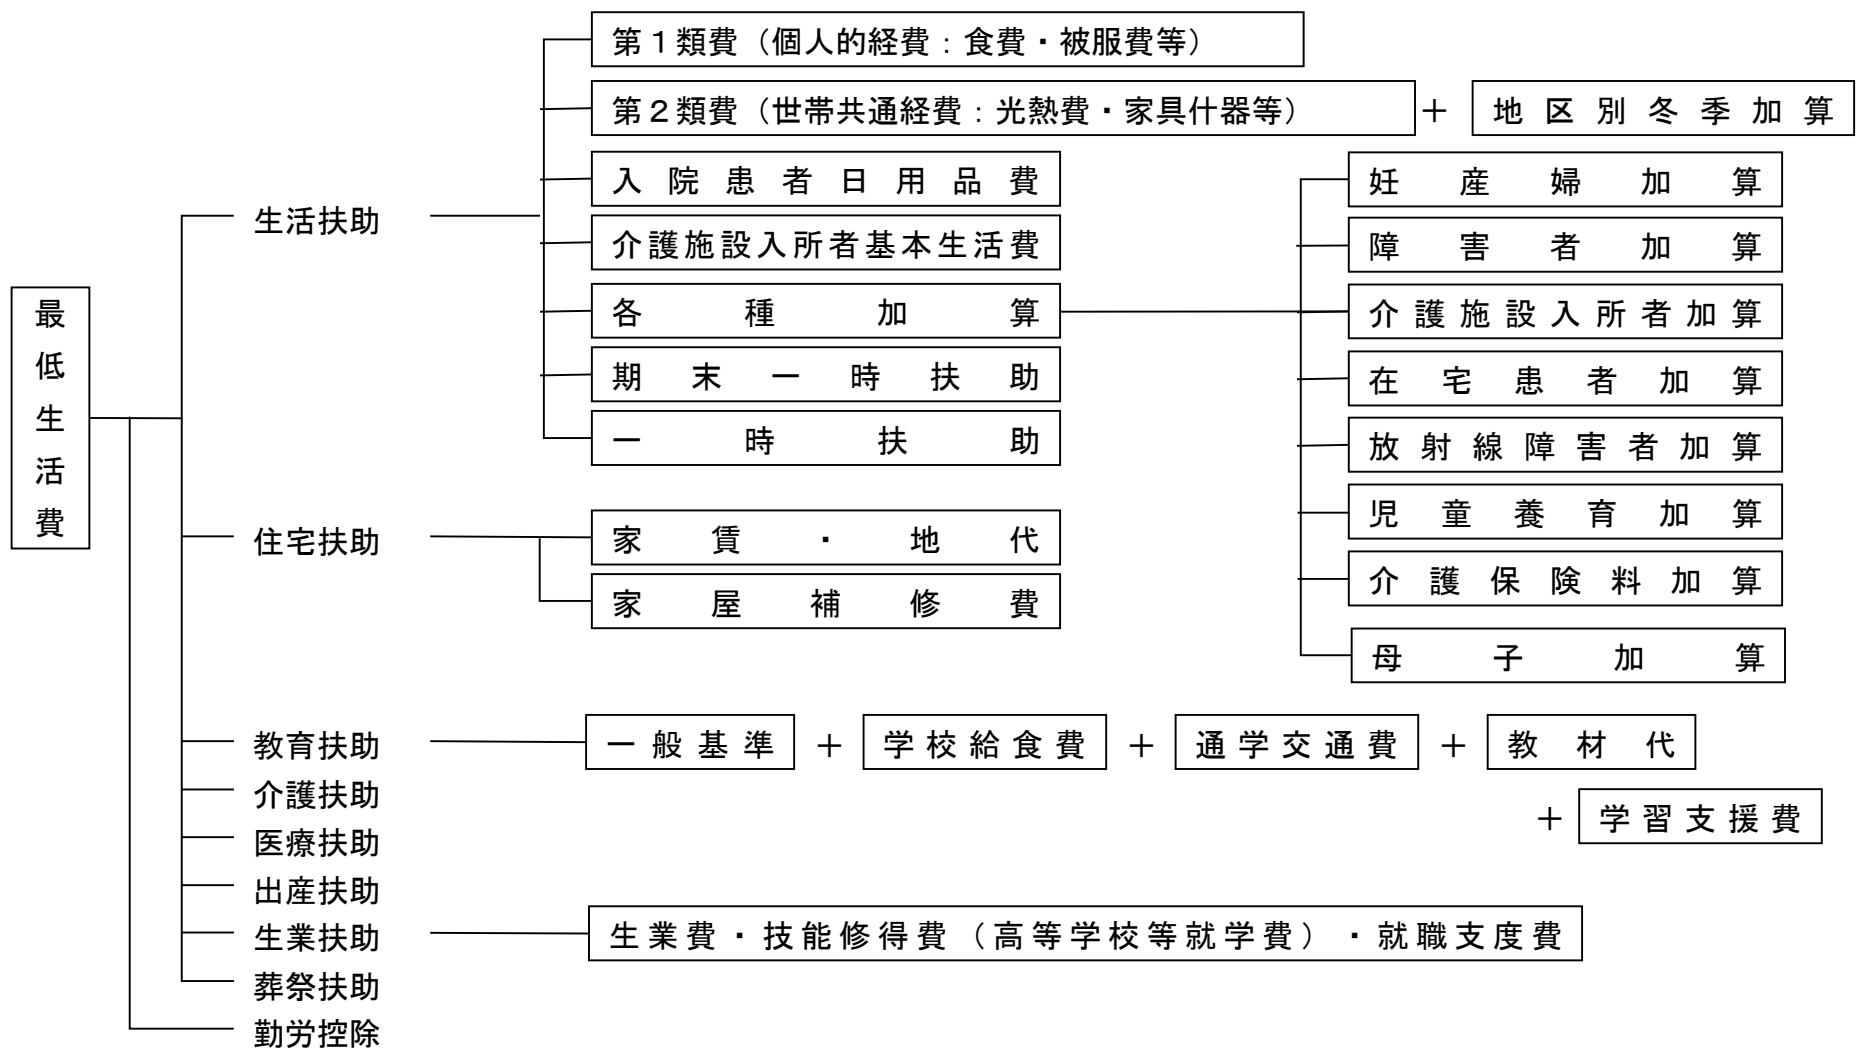 最低生活費
生活扶助
第1類費（個人的経費：食費・被服費等）
第2類費（世帯共通経費：光熱費・家具什器等）＋地区別冬季加算
入院患者日用品費
介護施設入所者基本生活費
各種加算
妊産婦加算
障害者加算
介護施設入所者加算
在宅患者加算
放射線障害者加算
児童養育加算
介護保険料加算
母子加算
期末一時扶助
一時扶助
住宅扶助
家賃・地代
家屋補修費
教育扶助
一般基準＋学校給食費＋通学交通費＋教材代
＋学習支援費
介護扶助
医療扶助
出産扶助
生業扶助
生業費・技能修得費（高等学校等就学費）・就職支度費
葬祭扶助
勤労控除